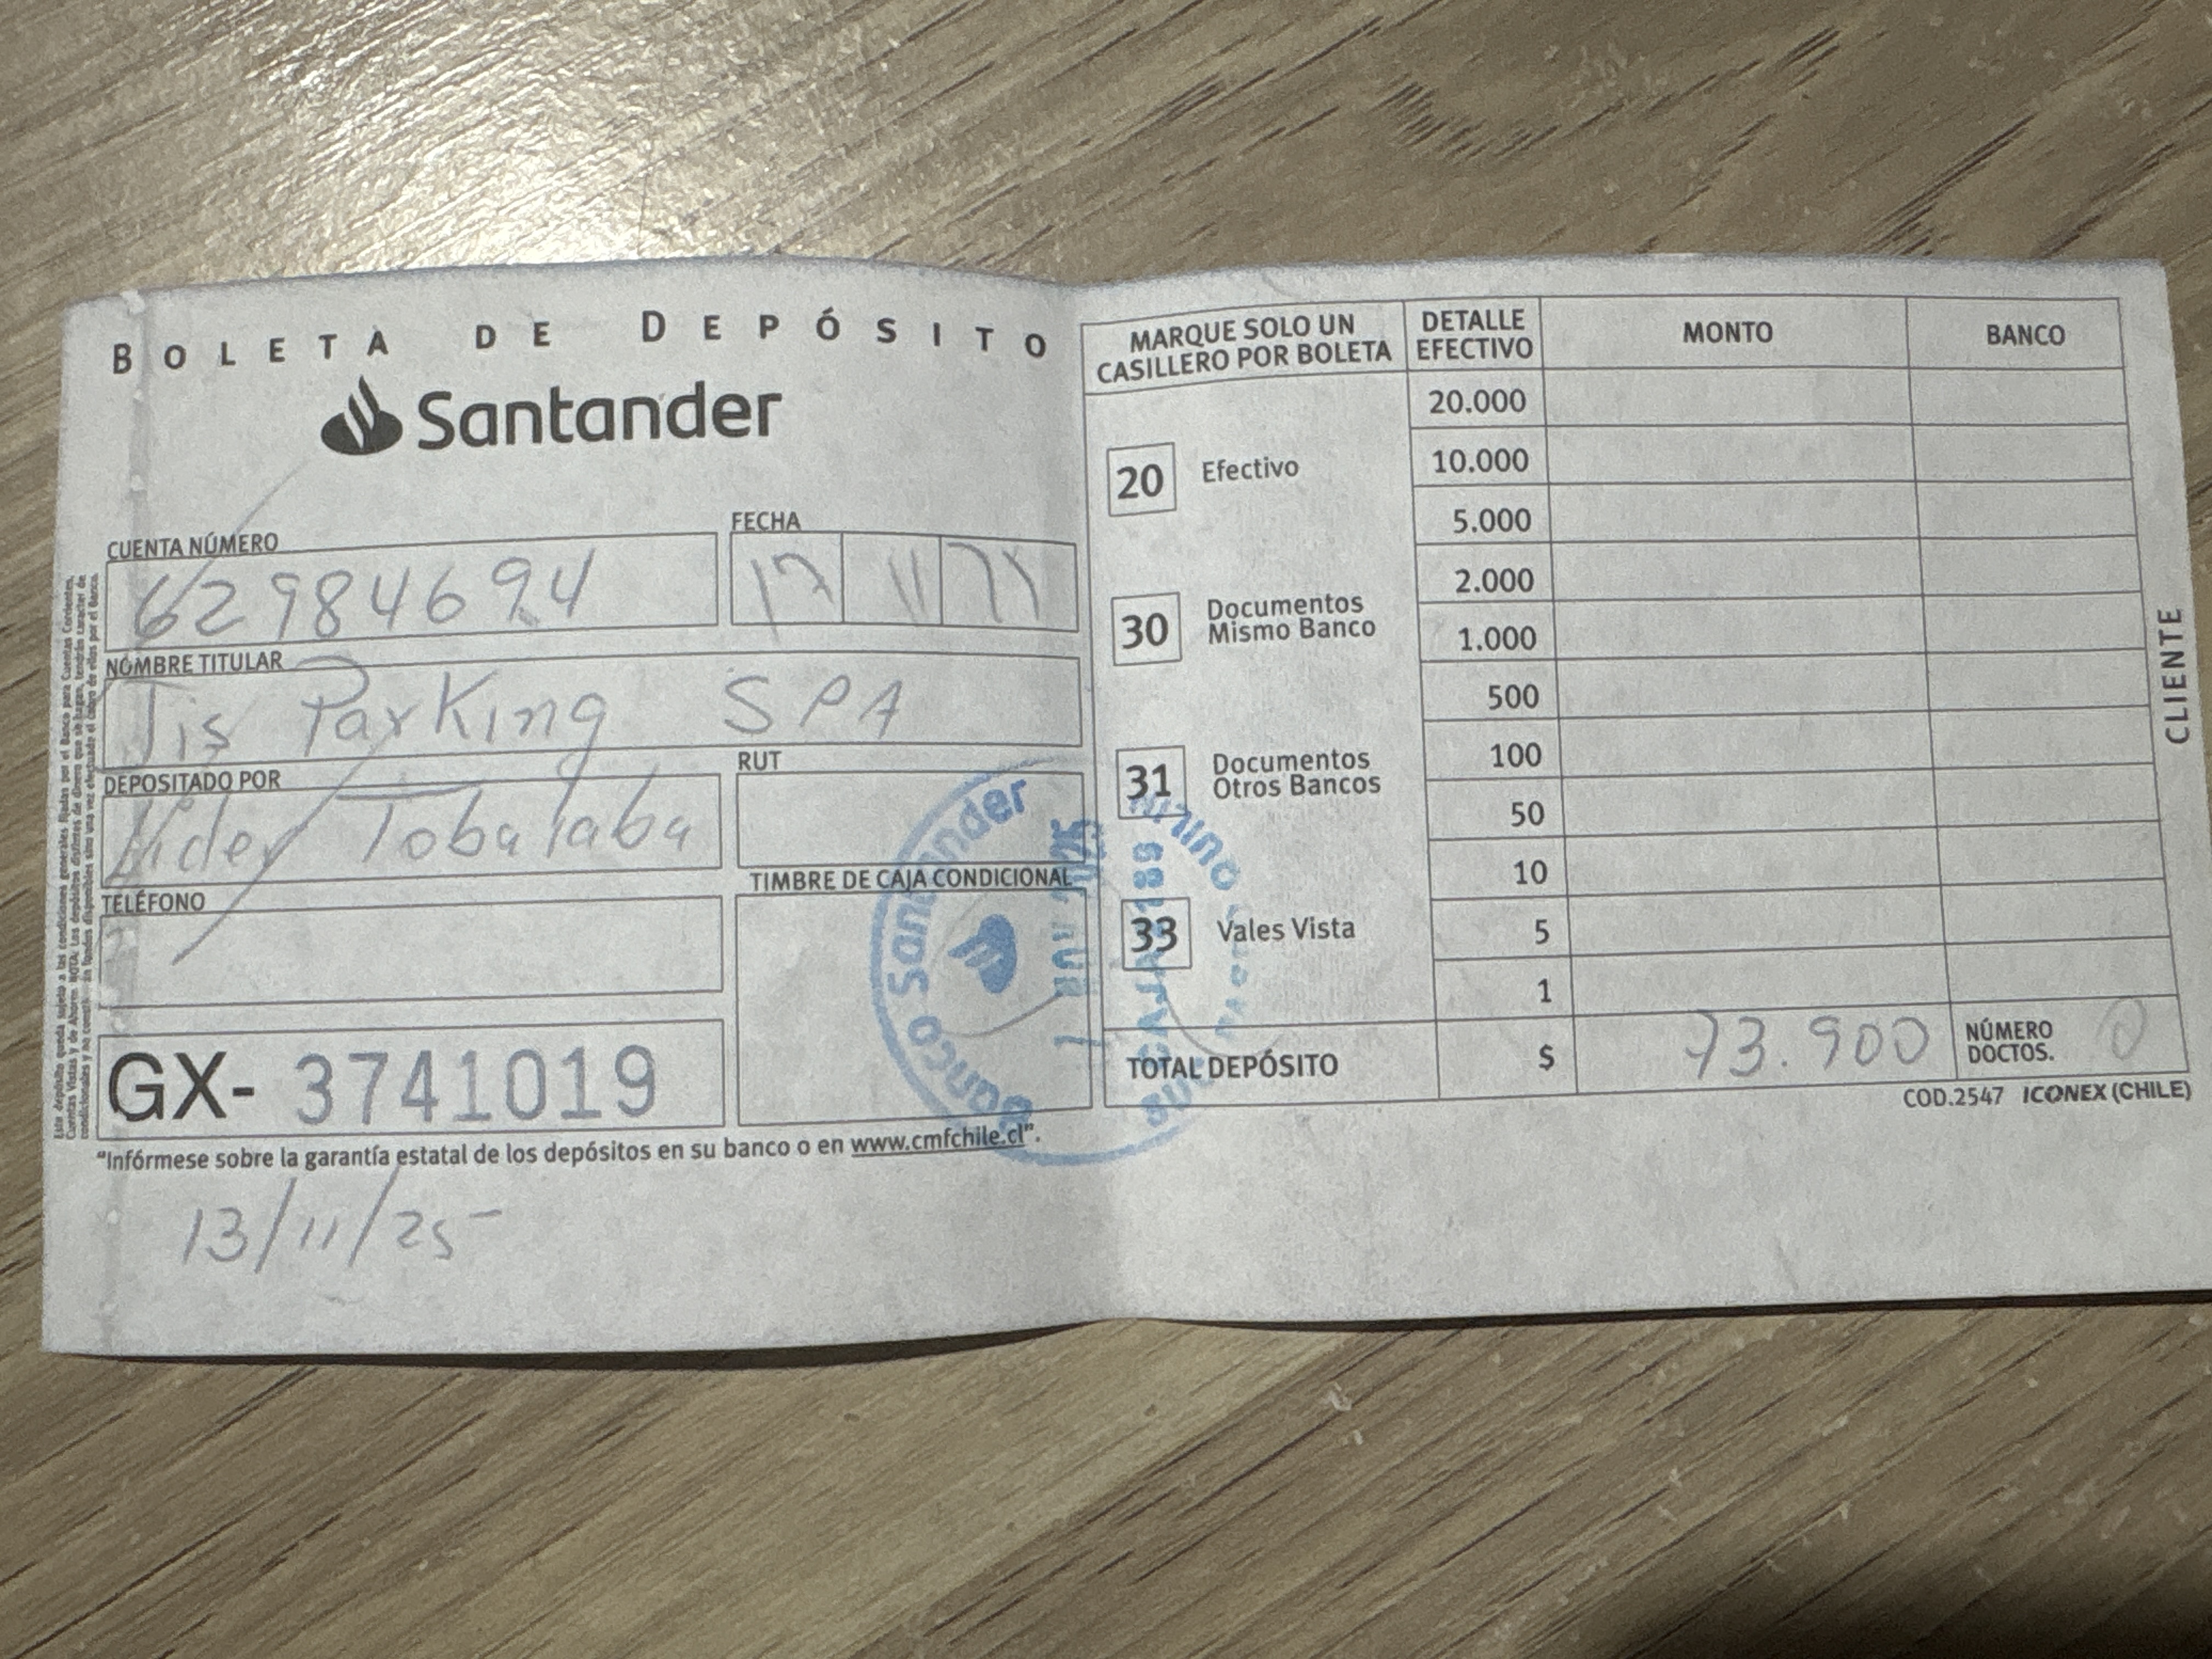 BOLETA DE DEPÓSITO
Santander
CUENTA NÚMERO
62984694
FECHA
17 11
NOMBRE TITULAR
Jis Parking SPA
DEPOSITADO POR
Lider Tobalaba
RUT
TELÉFONO
TIMBRE DE CAJA CONDICIONAL
GX- 3741019
"Infórmese sobre la garantía estatal de los depósitos en su banco o en www.cmfchile.cl".
13/11/25
MARQUE SOLO UN CASILLERO POR BOLETA
20 Efectivo
30 Documentos Mismo Banco
31 Documentos Otros Bancos
33 Vales Vista
DETALLE EFECTIVO
MONTO
BANCO
20.000
10.000
5.000
2.000
1.000
500
100
50
10
5
1
TOTAL DEPÓSITO $ 73.900
NÚMERO DOCTOS. 0
COD.2547 ICONEX (CHILE)
CLIENTE
Banco Santander